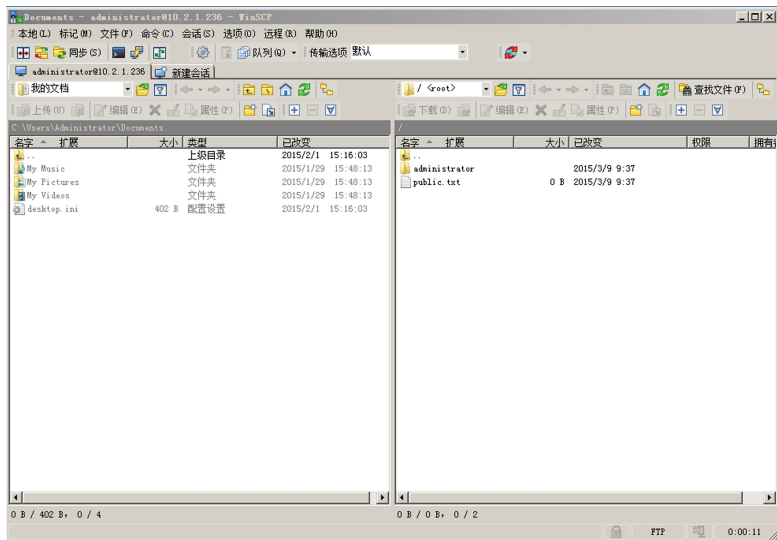 Documents - administrator@10.2.1.236 - WinSCP
本地(L) 标记(M) 文件(F) 命令(C) 会话(S) 选项(O) 远程(R) 帮助(H)
同步(S) 队列(Q) 传输选项 默认
administrator@10.2.1.236 新建会话
我的文档 / <root> 查找文件(F)
上传(U) 编辑(E) 属性(P) 下载(D) 编辑(E) 属性(P)
C:\Users\Administrator\Documents /
名字 扩展 大小 类型 已改变 名字 扩展 大小 已改变 权限 拥有
.. 上级目录 2015/2/1 15:16:03 ..
My Music 文件夹 2015/1/29 15:48:13 administrator 2015/3/9 9:37
My Pictures 文件夹 2015/1/29 15:48:13 public.txt 0 B 2015/3/9 9:37
My Videos 文件夹 2015/1/29 15:48:13
desktop.ini 402 B 配置设置 2015/2/1 15:16:03
0 B / 402 B, 0 / 4 0 B / 0 B, 0 / 2
FTP 0:00:11